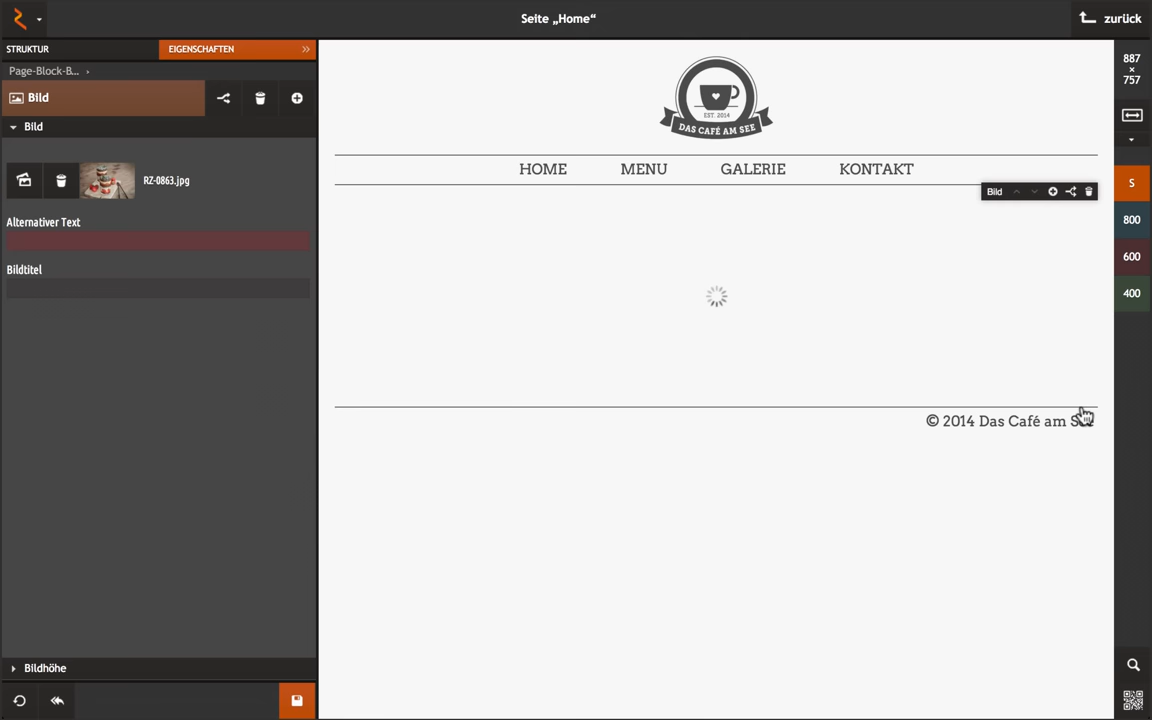 Seite „Home“
zurück
STRUKTUR
EIGENSCHAFTEN
Page-Block-B...
Bild
Bild
RZ-0863.jpg
Alternativer Text
Bildtitel
Bildhöhe
EST. 2014
DAS CAFÉ AM SEE
HOME MENU GALERIE KONTAKT
Bild
© 2014 Das Café am See
887
×
757
S
800
600
400